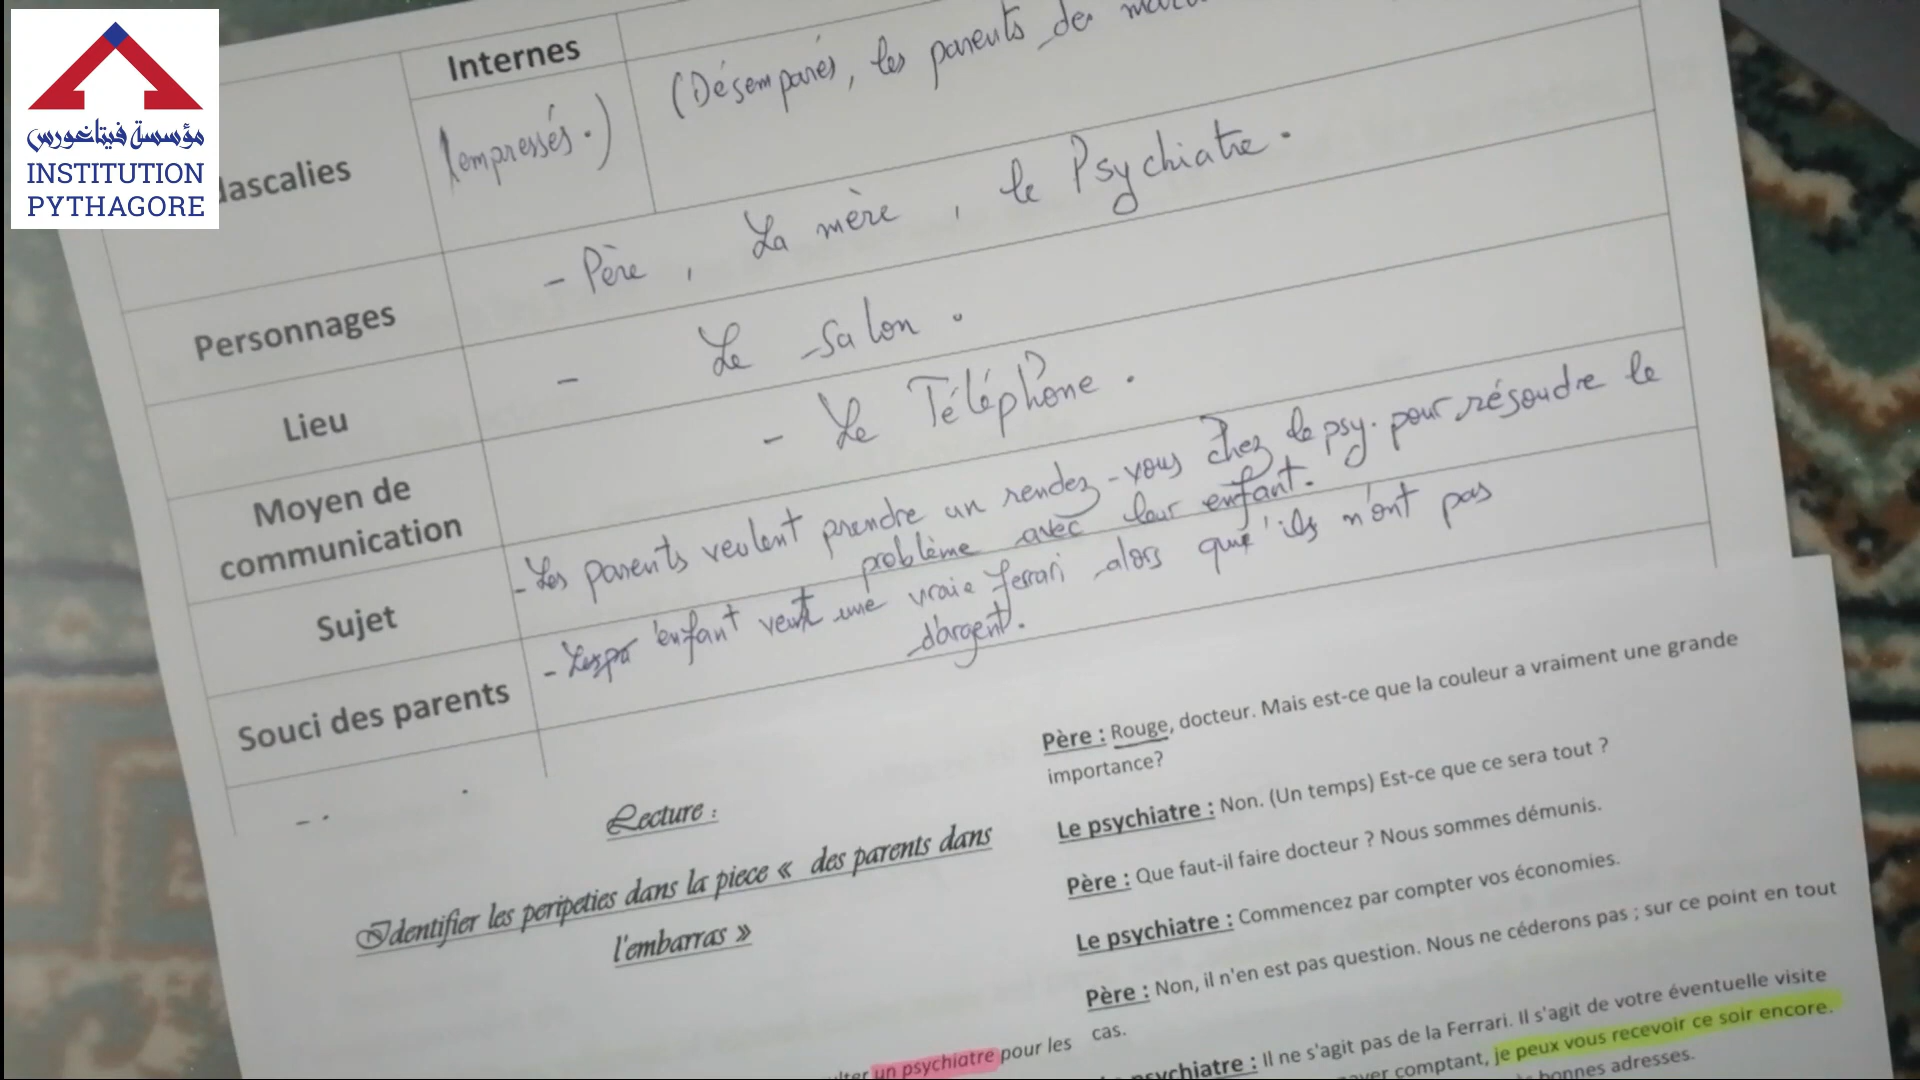 مؤسسة فيتاغورس
INSTITUTION
PYTHAGORE
Internes
(Désemparés, les parents de
dascalies
(empressés.)
Personnages
- Père, La mère, le Psychiatre.
Lieu
- Le salon.
Moyen de
communication
- Le Téléphone.
Sujet
- Les parents veulent prendre un rendez-vous chez le psy. pour résoudre le
problème avec leur enfant.
Souci des parents
- enfant veut une vraie ferrari alors que ils n'ont pas
d'argent.
Lecture :
Identifier les peripeties dans la piece « des parents dans
l'embarras »
un psychiatre pour les
Père : Rouge, docteur. Mais est-ce que la couleur a vraiment une grande
importance?
Le psychiatre : Non. (Un temps) Est-ce que ce sera tout ?
Père : Que faut-il faire docteur ? Nous sommes démunis.
Le psychiatre : Commencez par compter vos économies.
Père : Non, il n'en est pas question. Nous ne céderons pas ; sur ce point en tout
cas.
psychiatre : Il ne s'agit pas de la Ferrari. Il s'agit de votre éventuelle visite
comptant, je peux vous recevoir ce soir encore.
bonnes adresses.